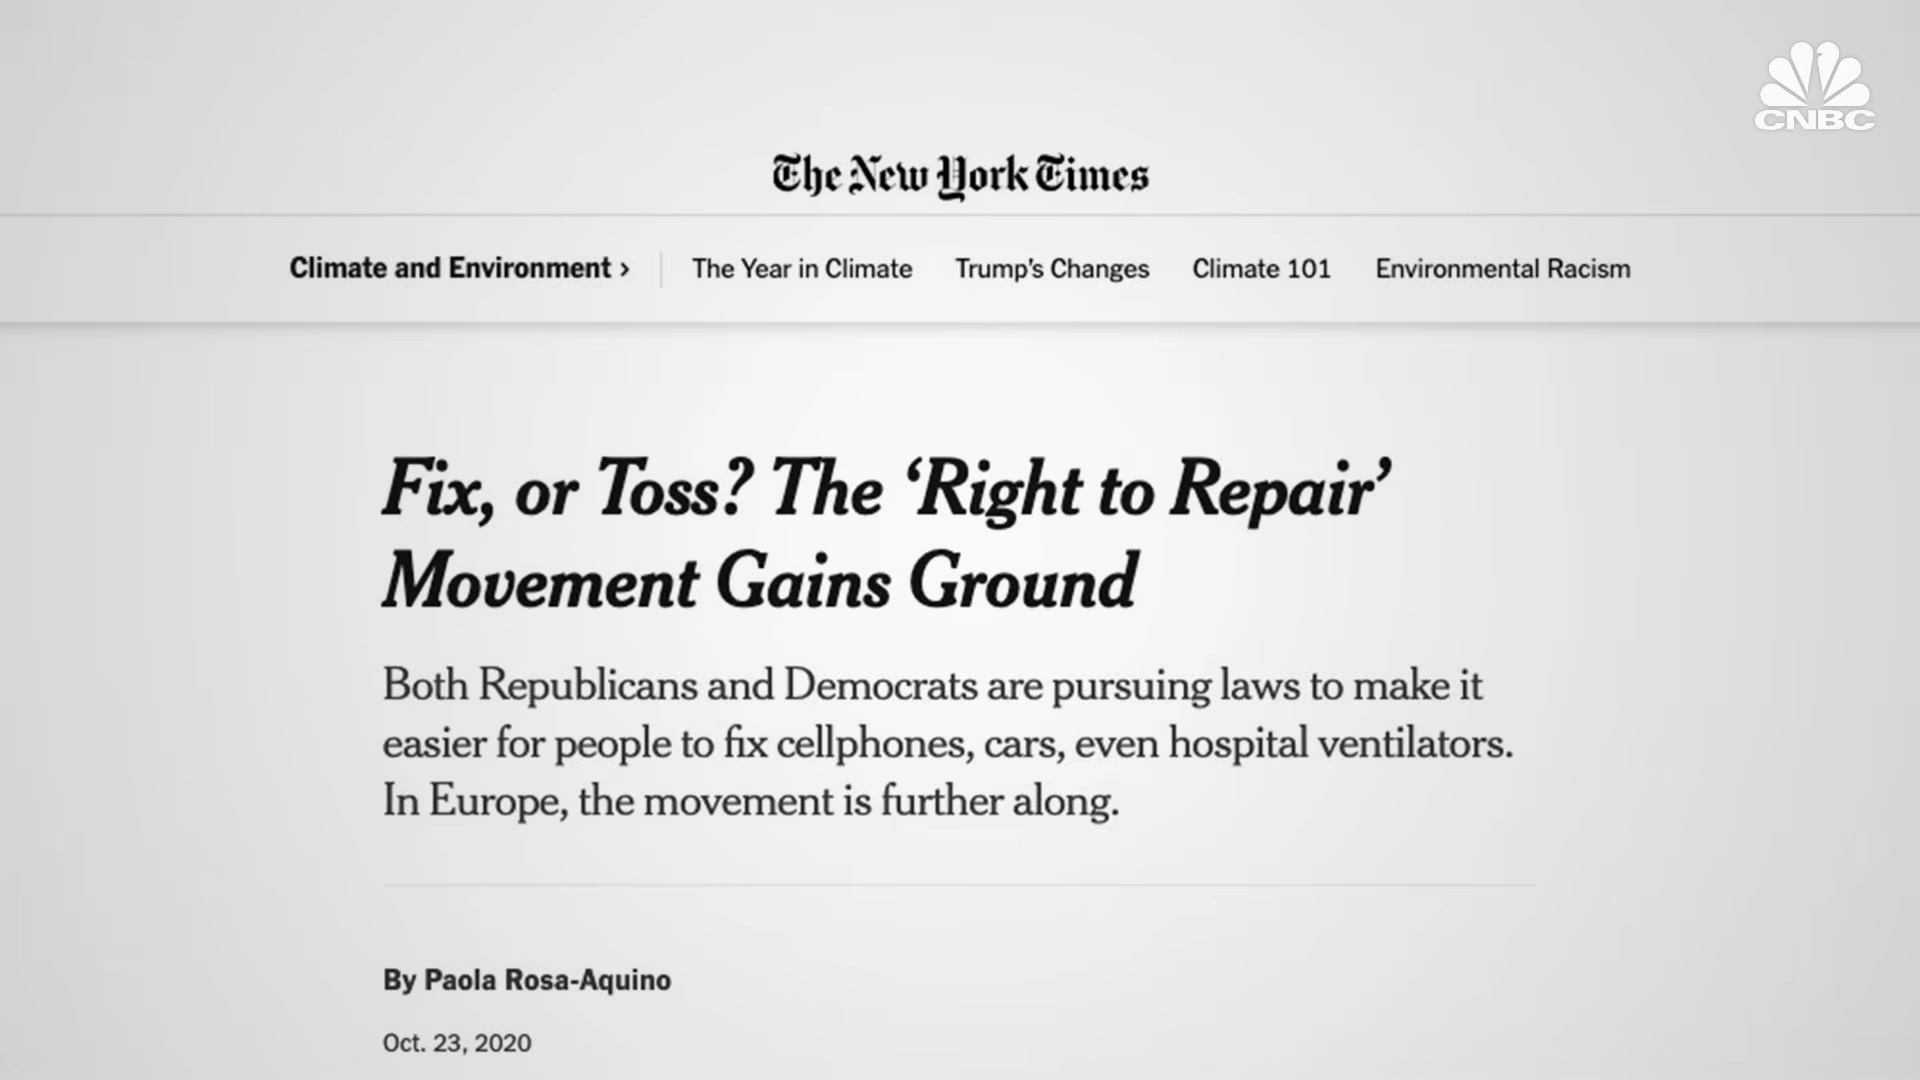 CNBC
The New York Times
Climate and Environment › The Year in Climate Trump’s Changes Climate 101 Environmental Racism
Fix, or Toss? The ‘Right to Repair’
Movement Gains Ground
Both Republicans and Democrats are pursuing laws to make it
easier for people to fix cellphones, cars, even hospital ventilators.
In Europe, the movement is further along.
By Paola Rosa-Aquino
Oct. 23, 2020